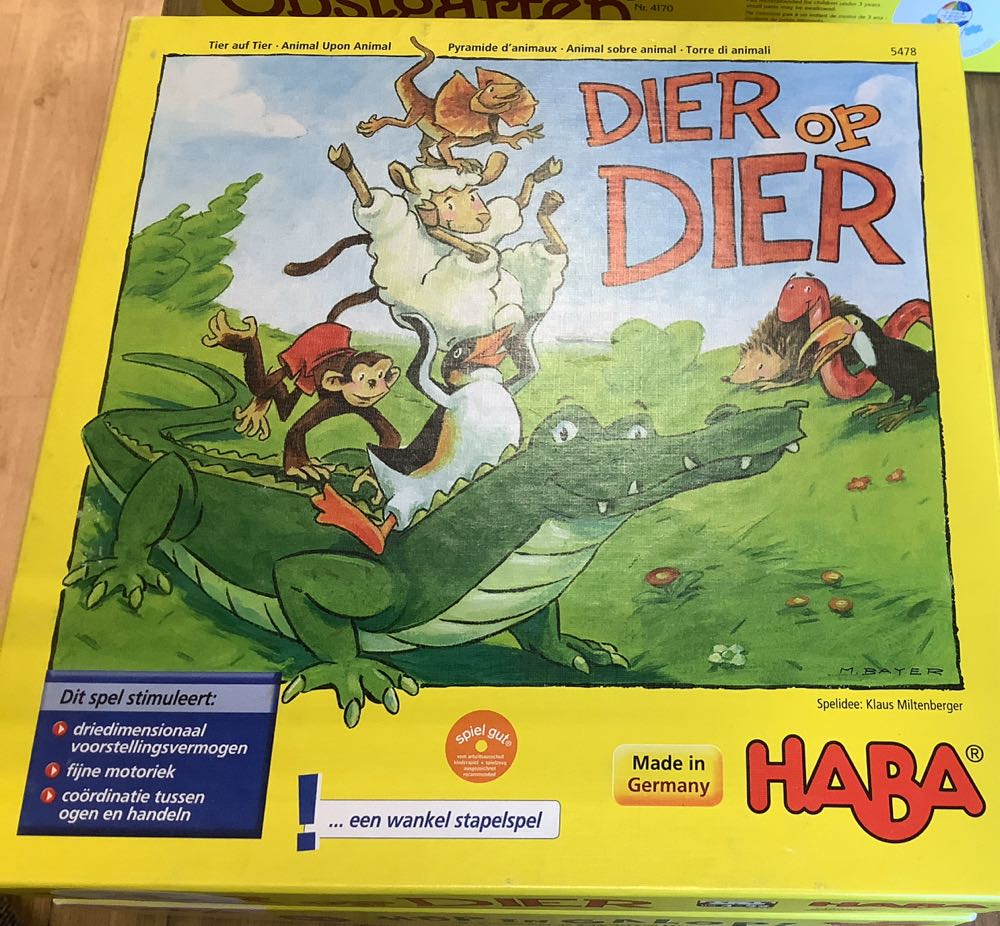 Obstgarten Nr. 4170
Tier auf Tier · Animal Upon Animal
Pyramide d'animaux · Animal sobre animal · Torre di animali
5478
DIER OP
DIER
M. BAYER
Spelidee: Klaus Miltenberger
Dit spel stimuleert:
driedimensionaal
voorstellingsvermogen
fijne motoriek
coördinatie tussen
ogen en handeln
spiel gut®
recommended
Made in
Germany
HABA®
! ... een wankel stapelspel